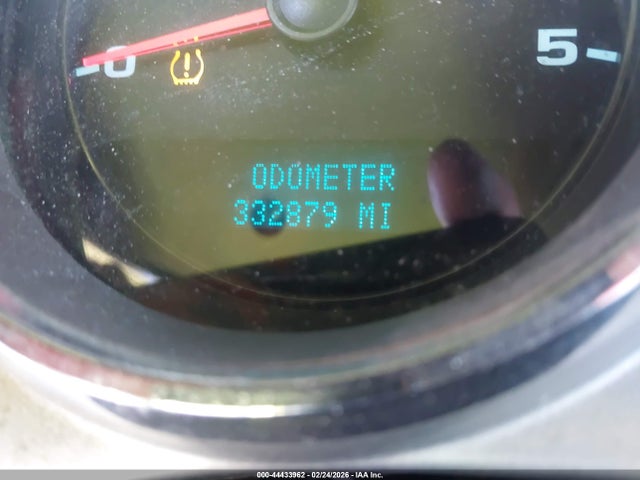 0
5
ODOMETER
332879 MI
000-44433962 - 02/24/2026 - IAA Inc.